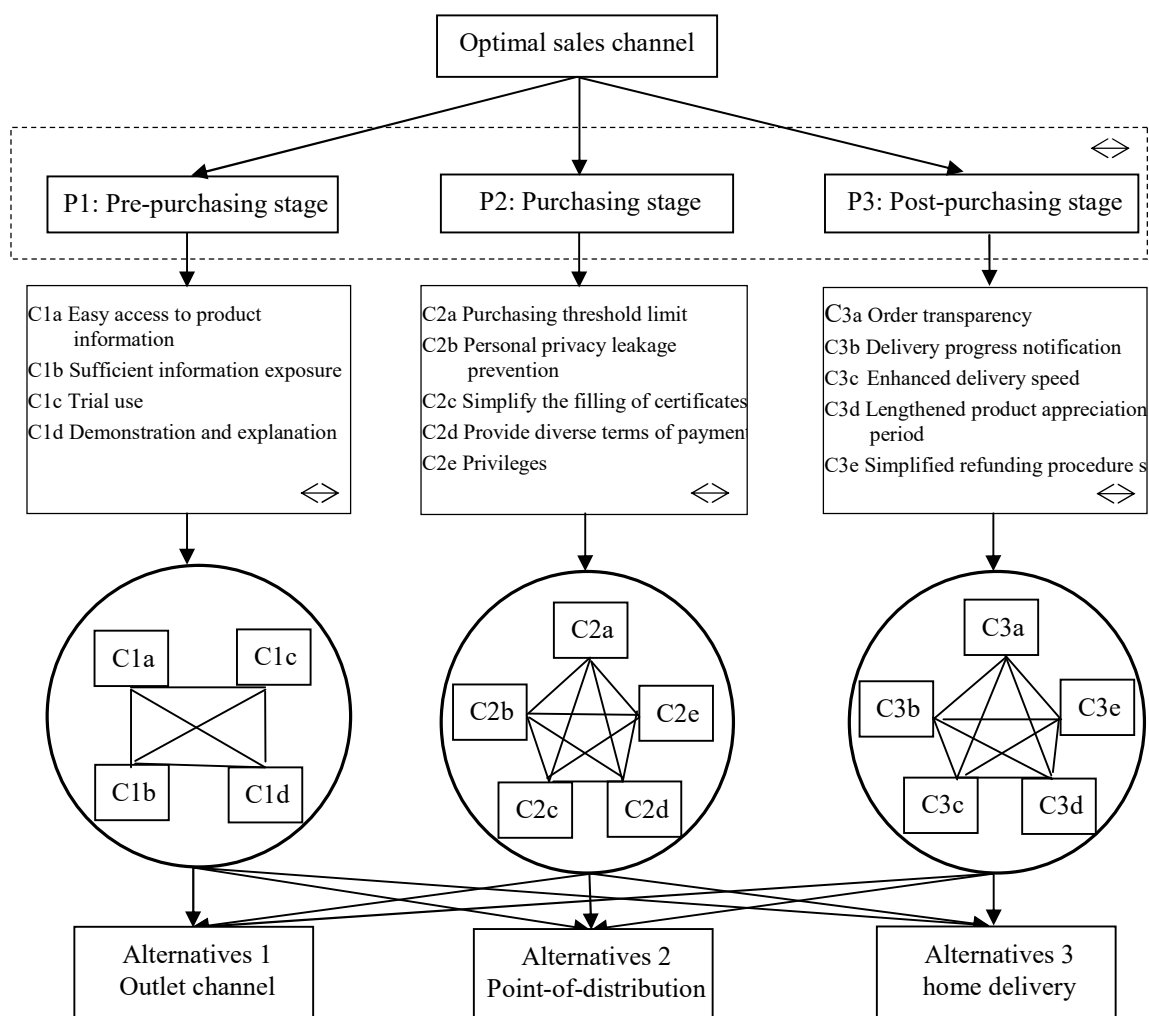 Optimal sales channel
P1: Pre-purchasing stage
P2: Purchasing stage
P3: Post-purchasing stage
C1a Easy access to product
information
C1b Sufficient information exposure
C1c Trial use
C1d Demonstration and explanation
C2a Purchasing threshold limit
C2b Personal privacy leakage
prevention
C2c Simplify the filling of certificates
C2d Provide diverse terms of paymen
C2e Privileges
C3a Order transparency
C3b Delivery progress notification
C3c Enhanced delivery speed
C3d Lengthened product appreciation
period
C3e Simplified refunding procedure s
C1a
C1c
C1b
C1d
C2a
C2b
C2e
C2c
C2d
C3a
C3b
C3e
C3c
C3d
Alternatives 1
Outlet channel
Alternatives 2
Point-of-distribution
Alternatives 3
home delivery